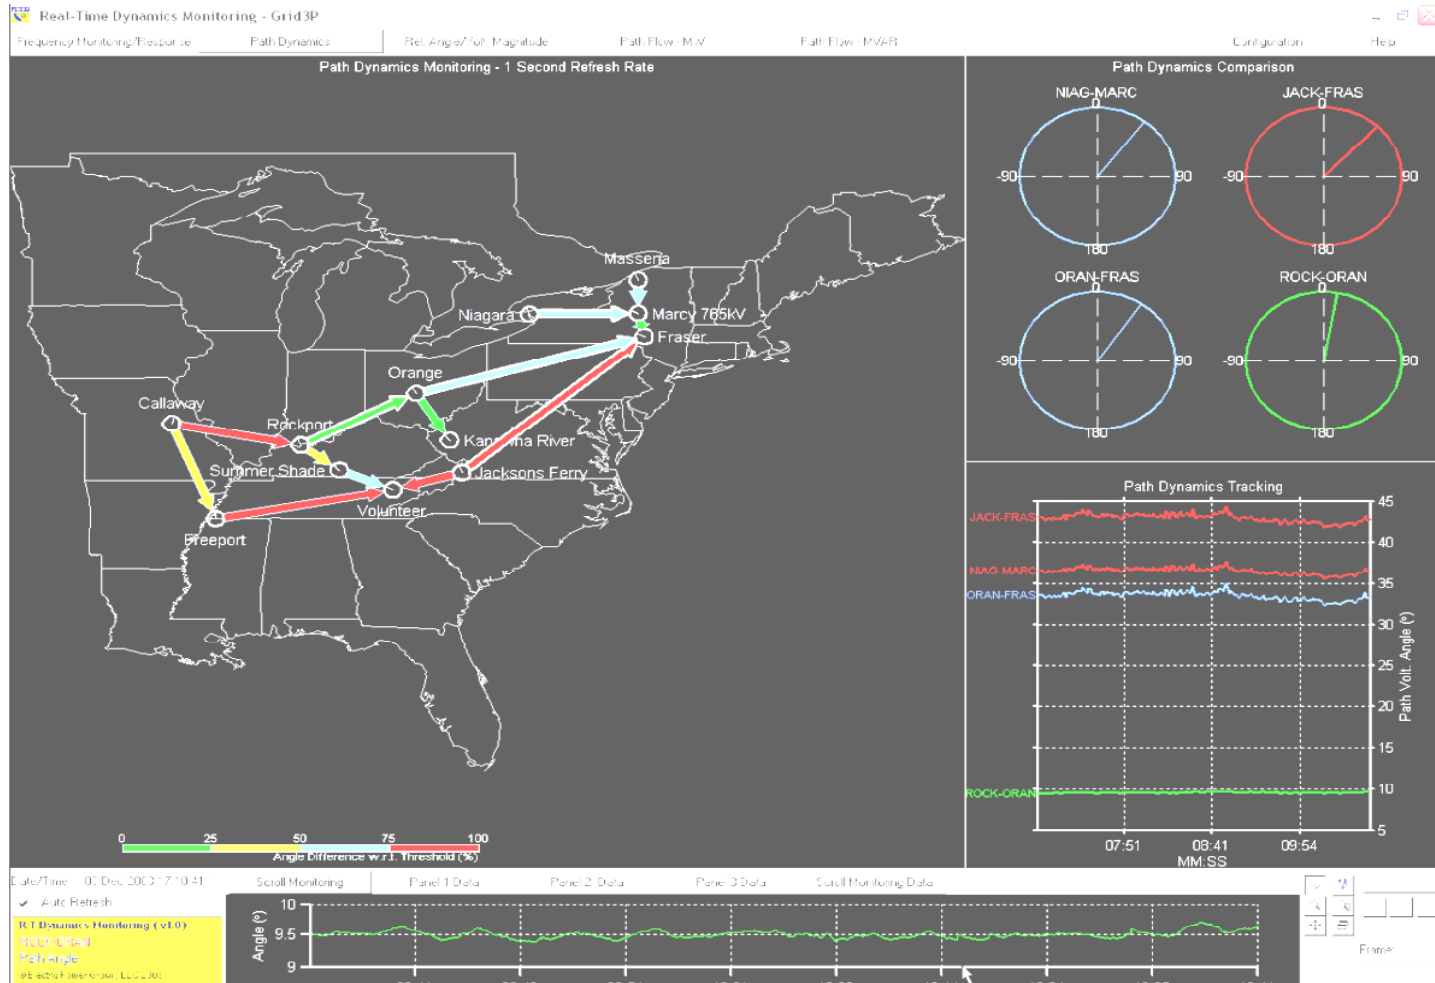 Real-Time Dynamics Monitoring - Grid3P
Frequency Monitoring/Response Path Dynamics Rel. Angle/Volt. Magnitude Path Flow - MW Path Flow - MVAR Configuration Help
Path Dynamics Monitoring - 1 Second Refresh Rate
Path Dynamics Comparison
NIAG-MARC JACK-FRAS
0 0
-90 90 -90 90
180 180
ORAN-FRAS ROCK-ORAN
0 0
-90 90 -90 90
180 180
Massena
Niagara
Marcy 765kV
Fraser
Orange
Callaway
Rockport
Kanawha River
Summer Shade
Jacksons Ferry
Volunteer
Freeport
0 25 50 75 100
Angle Difference w.r.t. Threshold (%)
Path Dynamics Tracking
JACK-FRAS
NIAG-MARC
ORAN-FRAS
ROCK-ORAN
45
40
35
30
25
20
15
10
5
Path Volt. Angle (°)
07:51 08:41 09:54
MM:SS
Date/Time
Scroll Monitoring Panel 1 Data Panel 2 Data Panel 3 Data Scroll Monitoring Data
Auto Refresh
RT Dynamics Monitoring (v1.0)
ROCK-ORAN
Path Angle
Angle (°)
10
9.5
9
Frame